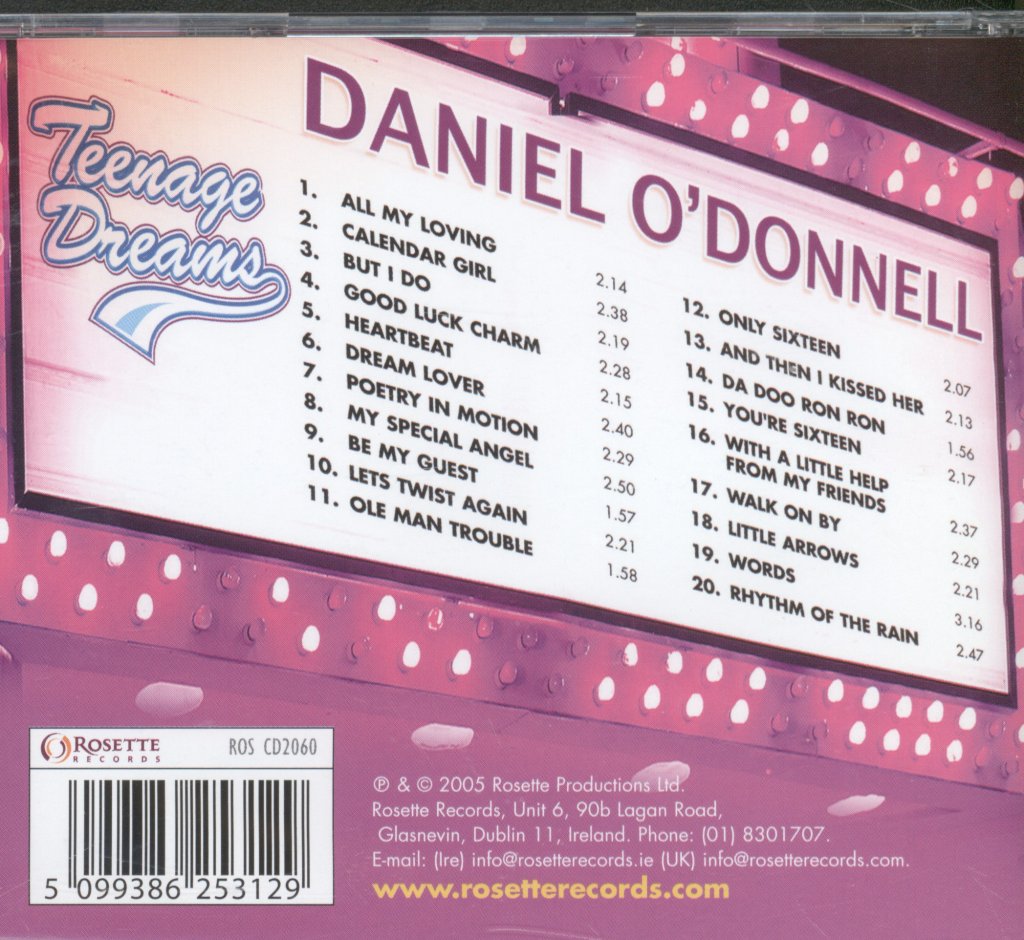 Teenage
Dreams
DANIEL O'DONNELL
1. ALL MY LOVING 2.14
2. CALENDAR GIRL 2.38
3. BUT I DO 2.19
4. GOOD LUCK CHARM 2.28
5. HEARTBEAT 2.15
6. DREAM LOVER 2.40
7. POETRY IN MOTION 2.29
8. MY SPECIAL ANGEL 2.50
9. BE MY GUEST 1.57
10. LETS TWIST AGAIN 2.21
11. OLE MAN TROUBLE 1.58
12. ONLY SIXTEEN 2.07
13. AND THEN I KISSED HER 2.13
14. DA DOO RON RON 1.56
15. YOU'RE SIXTEEN 2.17
16. WITH A LITTLE HELP
FROM MY FRIENDS 2.37
17. WALK ON BY 2.29
18. LITTLE ARROWS 2.21
19. WORDS 3.16
20. RHYTHM OF THE RAIN 2.47
ROSETTE
RECORDS
ROS CD2060
5 099386 253129
℗ & © 2005 Rosette Productions Ltd.
Rosette Records, Unit 6, 90b Lagan Road,
Glasnevin, Dublin 11, Ireland. Phone: (01) 8301707.
E-mail: (Ire) info@rosetterecords.ie (UK) info@rosetterecords.com.
www.rosetterecords.com